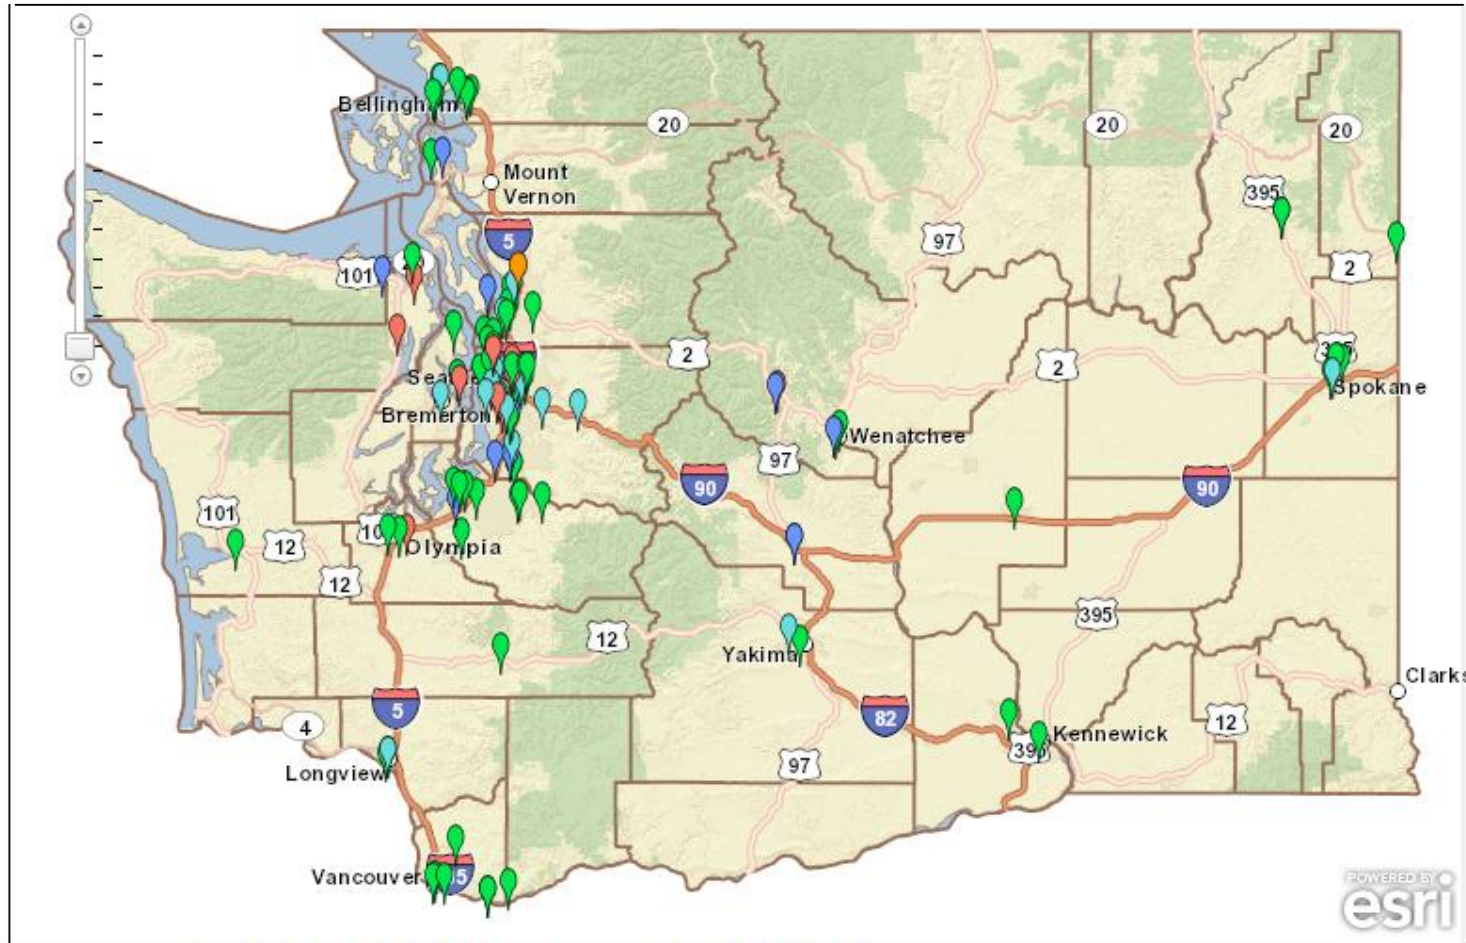 Bellingham
20
20
20
Mount
Vernon
395
5
97
101
2
2
2
Seattle
Spokane
Bremerton
Wenatchee
97
90
90
101
12
10
Olympia
12
395
12
Yakima
Clarks
5
82
4
12
Kennewick
395
97
Longview
Vancouver
POWERED BY
esri